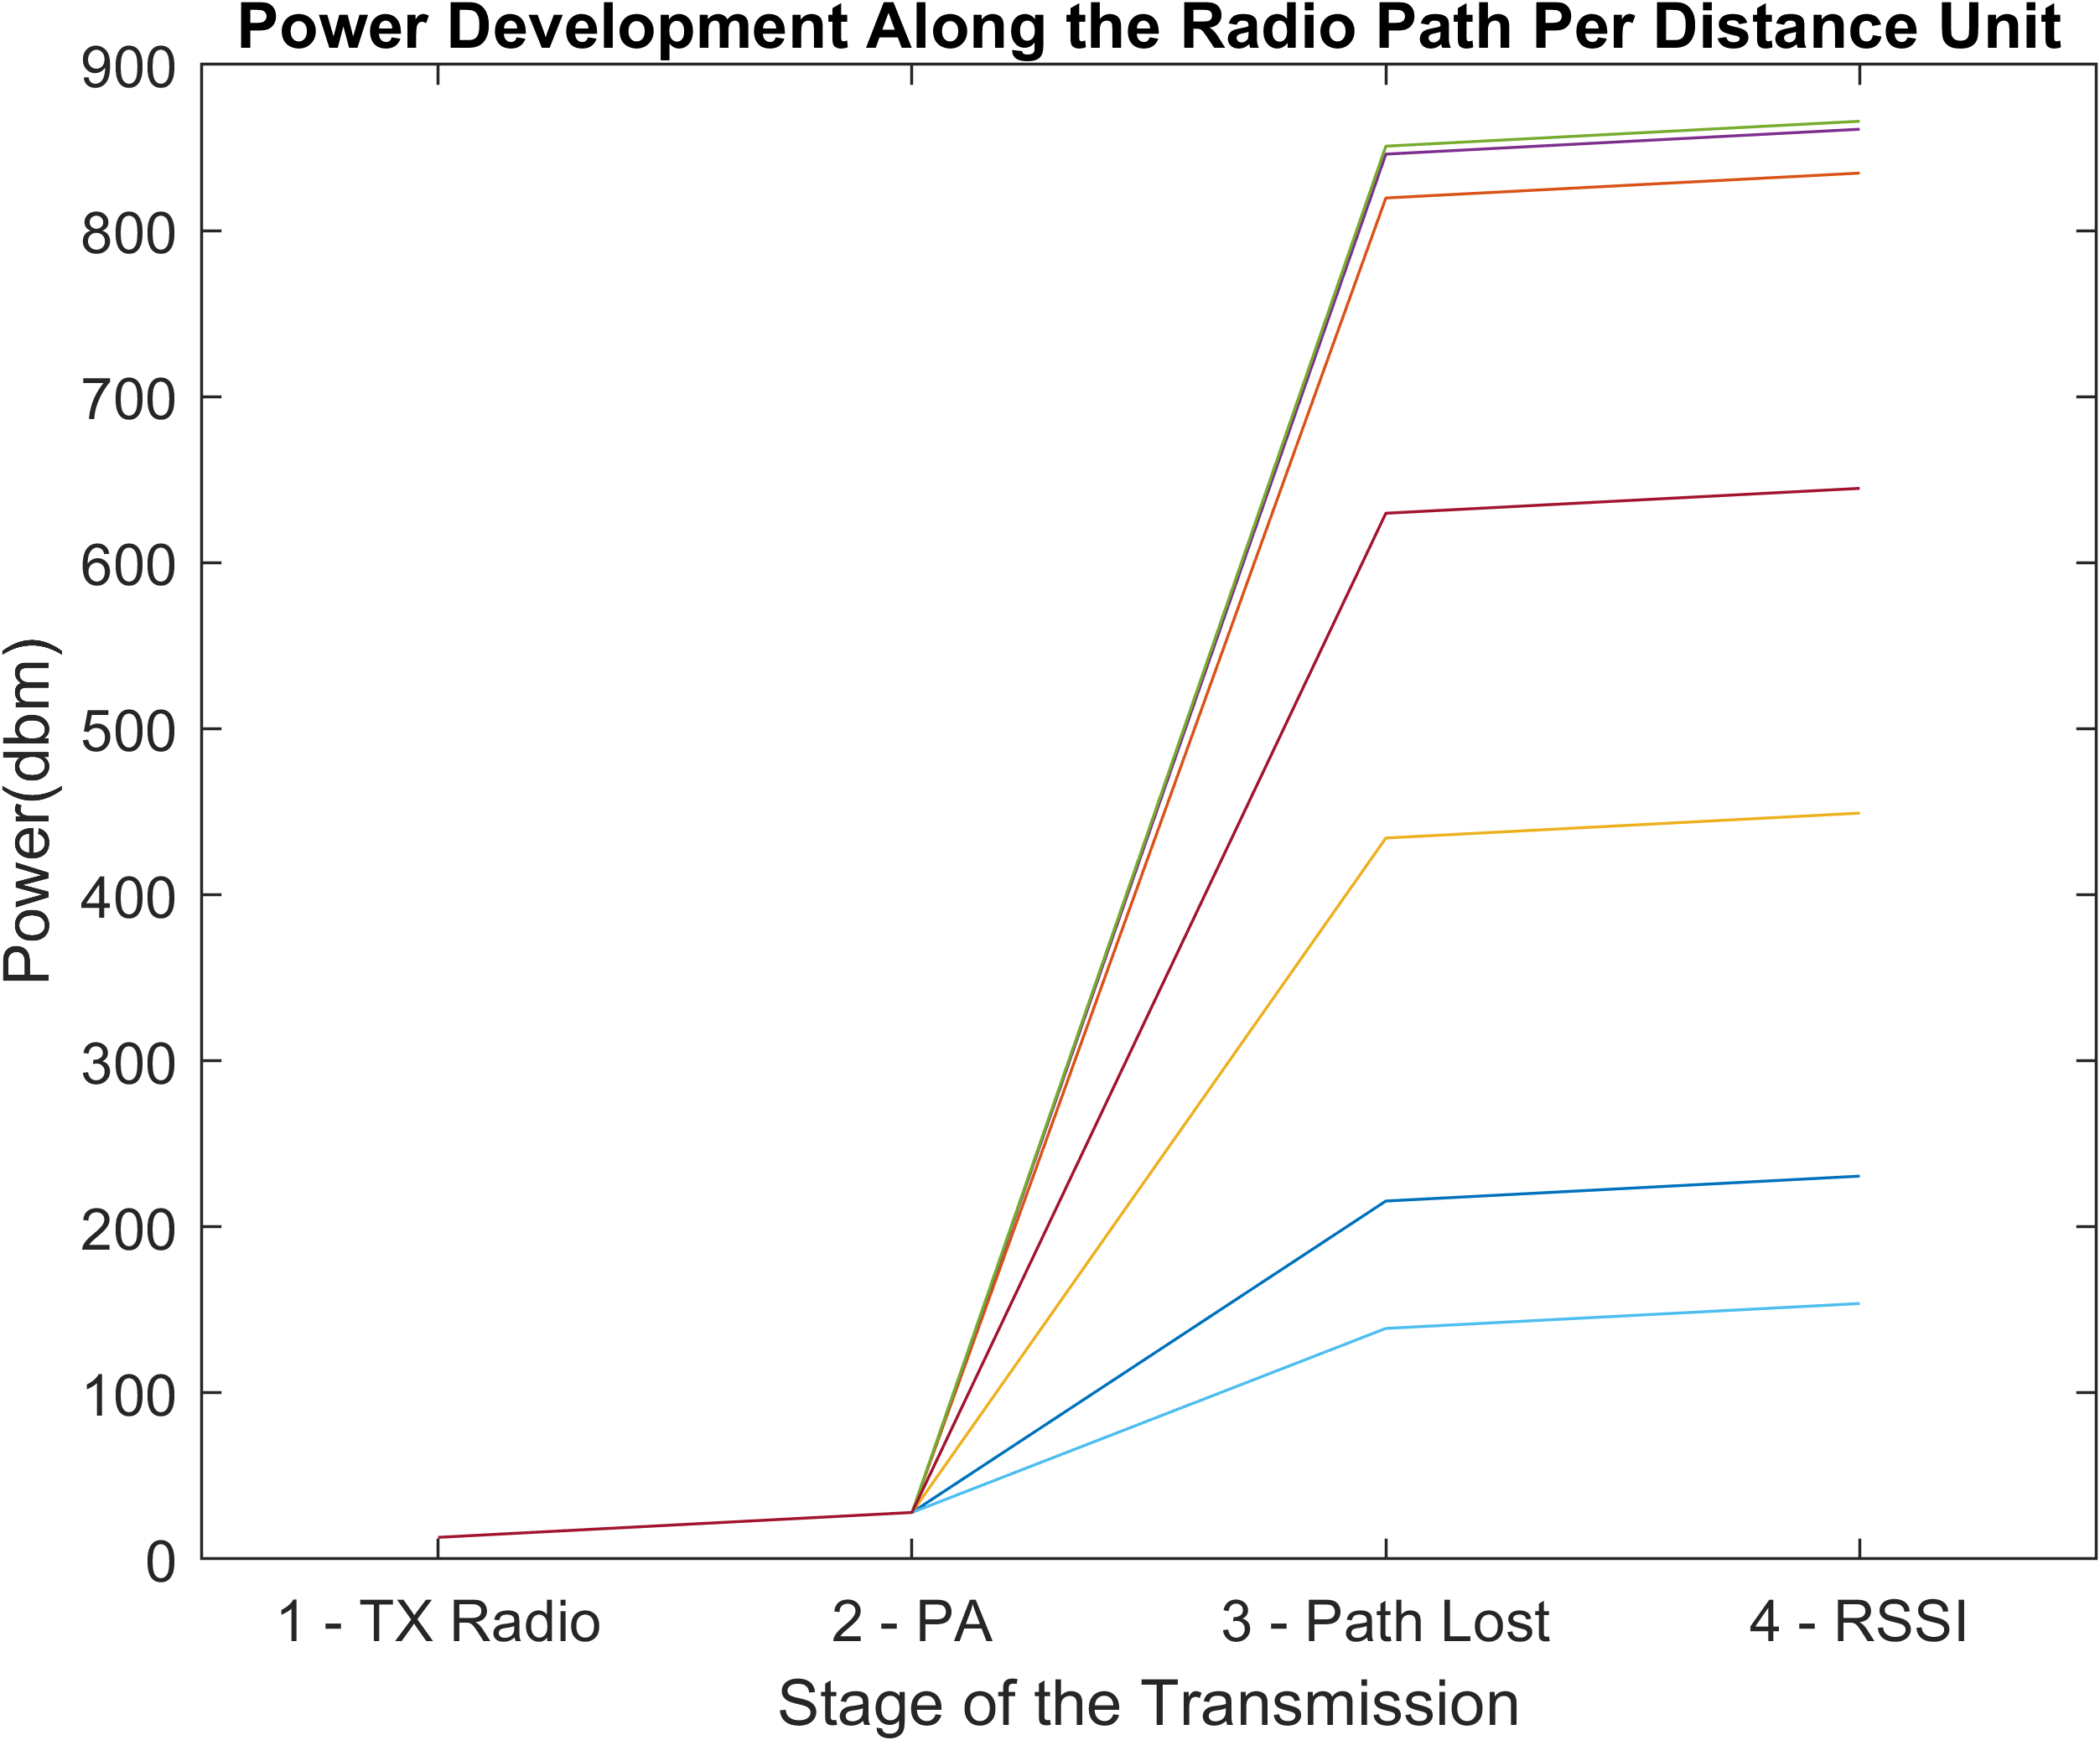 Power Development Along the Radio Path Per Distance Unit
900
800
700
600
500
400
300
200
100
0
Power(dbm)
1 - TX Radio
2 - PA
3 - Path Lost
4 - RSSI
Stage of the Transmission